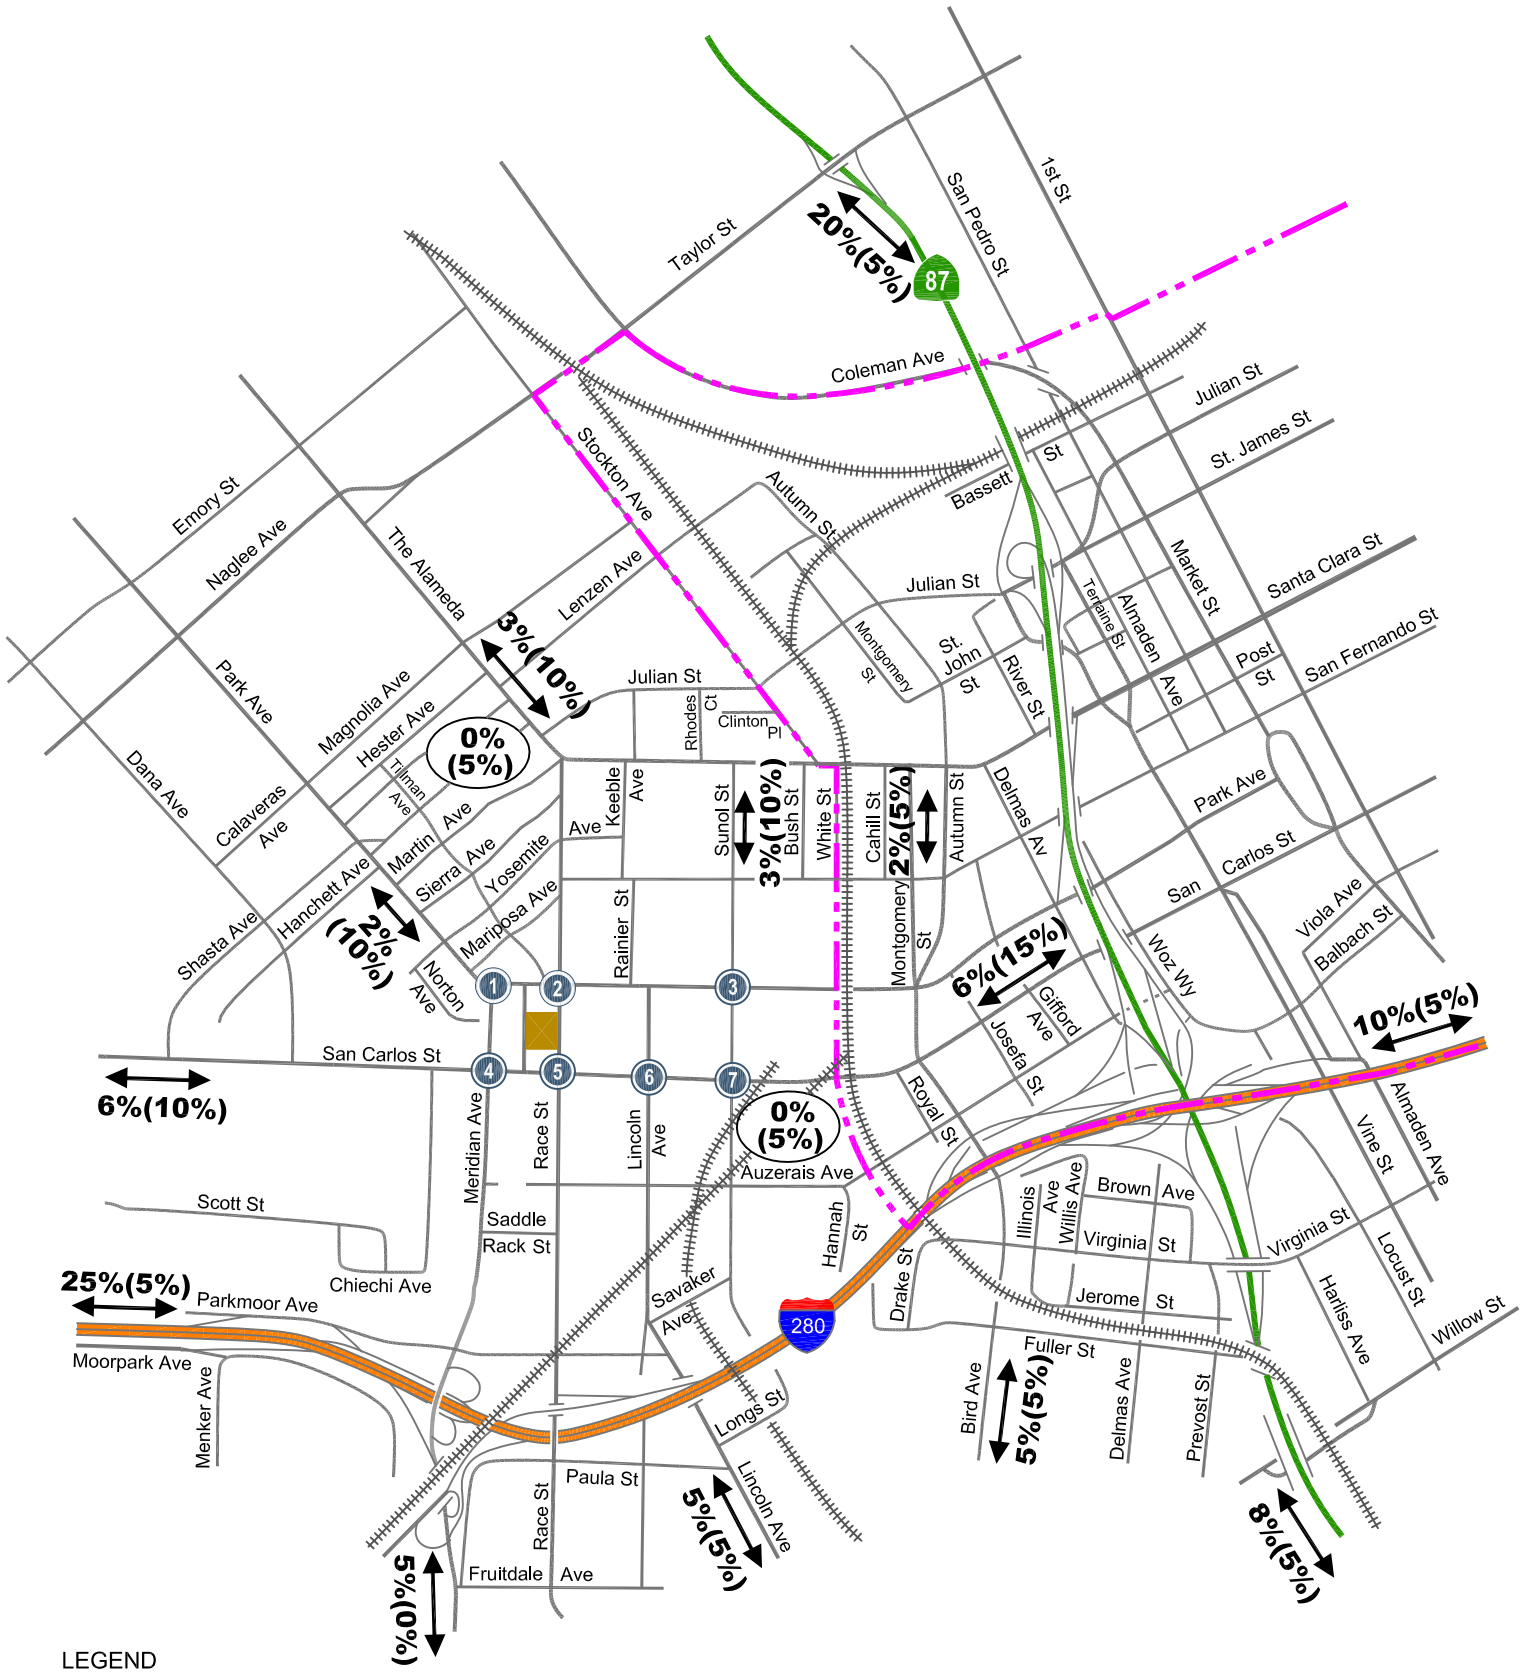 1st St
San Pedro St
Taylor St
20%(5%)
87
Coleman Ave
Julian St
St. James St
Stockton Ave
Autumn St
Bassett
St
Emory St
Naglee Ave
The Alameda
Lenzen Ave
Julian St
Market St
Santa Clara St
Terraine St
Almaden
Ave
San Fernando St
Post
St
Montgomery
St
St.
John
St
River St
3%(10%)
Park Ave
Magnolia Ave
Hester Ave
Julian St
Rhodes
Ct
Clinton
Pl
Dana Ave
0%
(5%)
Tillman
Ave
Calaveras
Ave
Keeble
Ave
Ave
Sunol St
3%(10%)
Bush St
White St
Cahill St
2%(5%)
Autumn St
Delmas Av
Park Ave
San
Carlos St
Martin
Ave
Sierra Ave
Yosemite
Hanchett Ave
Mariposa Ave
Shasta Ave
2%
(10%)
Norton
Ave
Rainier
St
Montgomery
St
6%(15%)
Woz Wy
Viola Ave
Balbach St
1
2
3
Gifford
Ave
Josefa St
10%(5%)
San Carlos St
4
5
6
7
6%(10%)
Meridian Ave
Race St
Lincoln
Ave
0%
(5%)
Auzerais Ave
Royal St
Almaden Ave
Vine St
Scott St
Saddle
Rack St
Hannah
St
Illinois
Ave
Willis Ave
Brown
Ave
Virginia
St
Virginia St
Locust St
Chiechi Ave
25%(5%)
Parkmoor Ave
Savaker
Ave
Drake St
Jerome
St
Harliss Ave
Willow St
280
Moorpark Ave
Fuller St
Menker Ave
Longs St
Bird Ave
5%(5%)
Delmas Ave
Prevost St
Paula St
Race St
5%(5%)
Lincoln Ave
8%(5%)
5%(0%)
Fruitdale
Ave
LEGEND